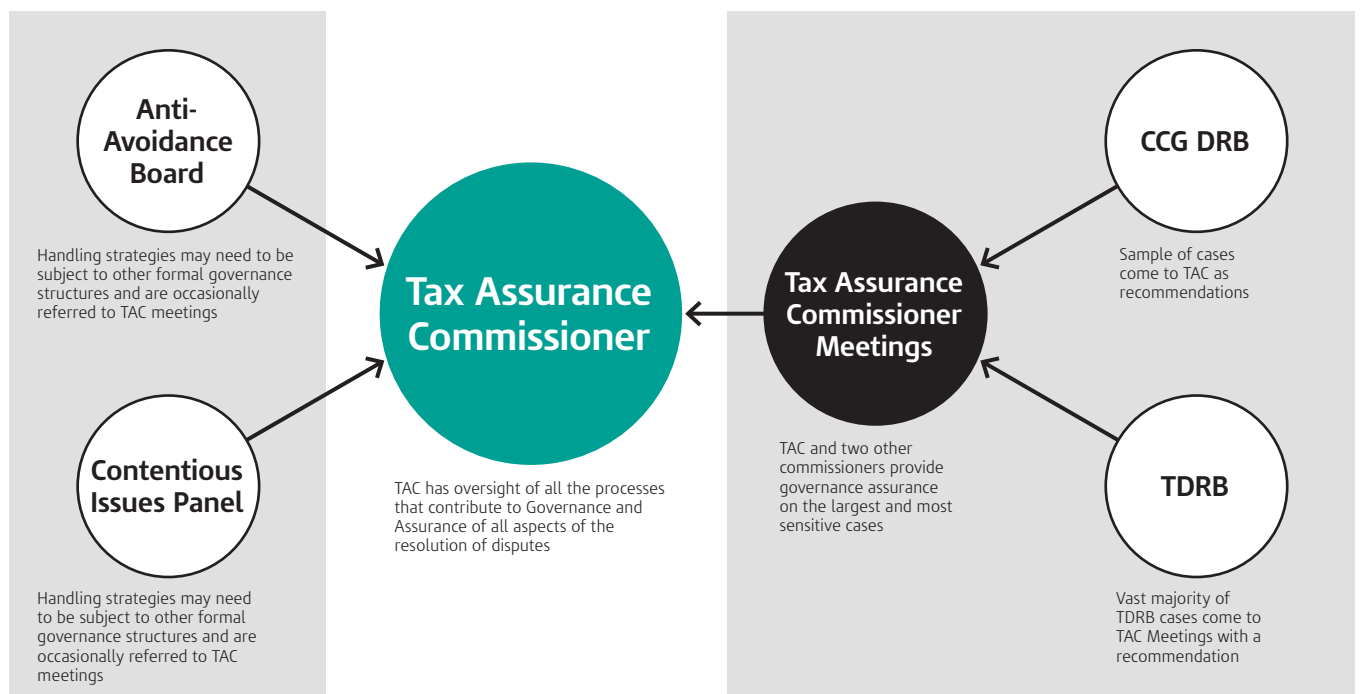 Anti-
Avoidance
Board
Handling strategies may need to be
subject to other formal governance
structures and are occasionally
referred to TAC meetings
Contentious
Issues Panel
Handling strategies may need
to be subject to other formal
governance structures and are
occasionally referred to TAC
meetings
Tax Assurance
Commissioner
TAC has oversight of all the processes
that contribute to Governance and
Assurance of all aspects of the
resolution of disputes
Tax Assurance
Commissioner
Meetings
TAC and two other
commissioners provide
governance assurance
on the largest and most
sensitive cases
CCG DRB
Sample of cases
come to TAC as
recommendations
TDRB
Vast majority of
TDRB cases come to
TAC Meetings with a
recommendation